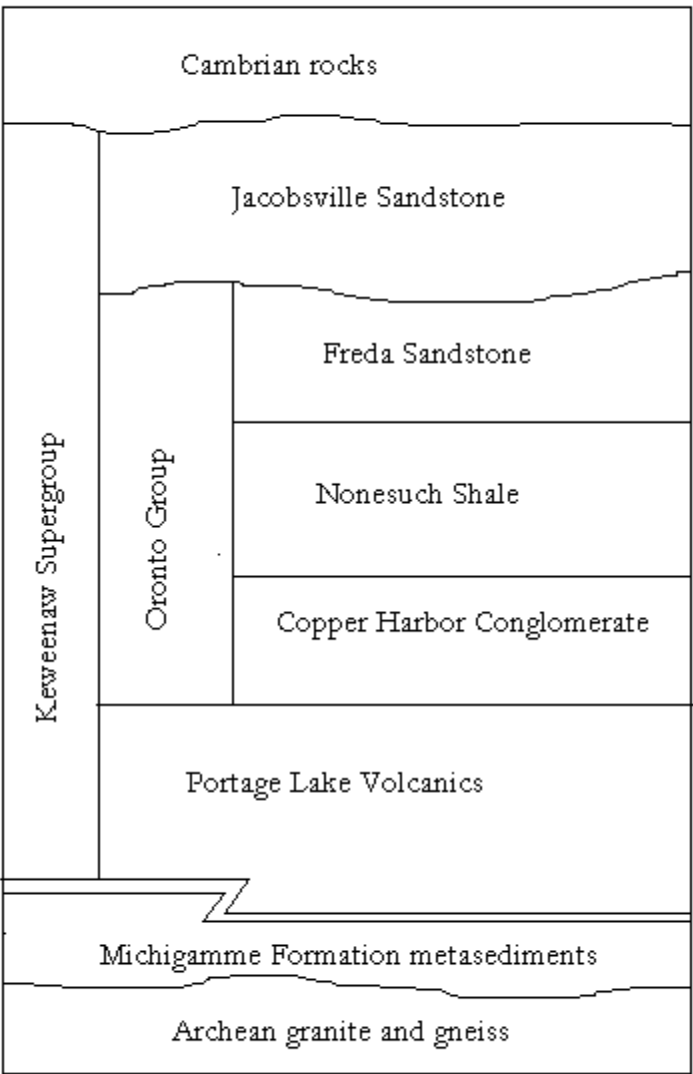 Cambrian rocks
Jacobsville Sandstone
Freda Sandstone
Keweenaw Supergroup
Oronto Group
Nonesuch Shale
Copper Harbor Conglomerate
Portage Lake Volcanics
Michigamme Formation metasediments
Archean granite and gneiss